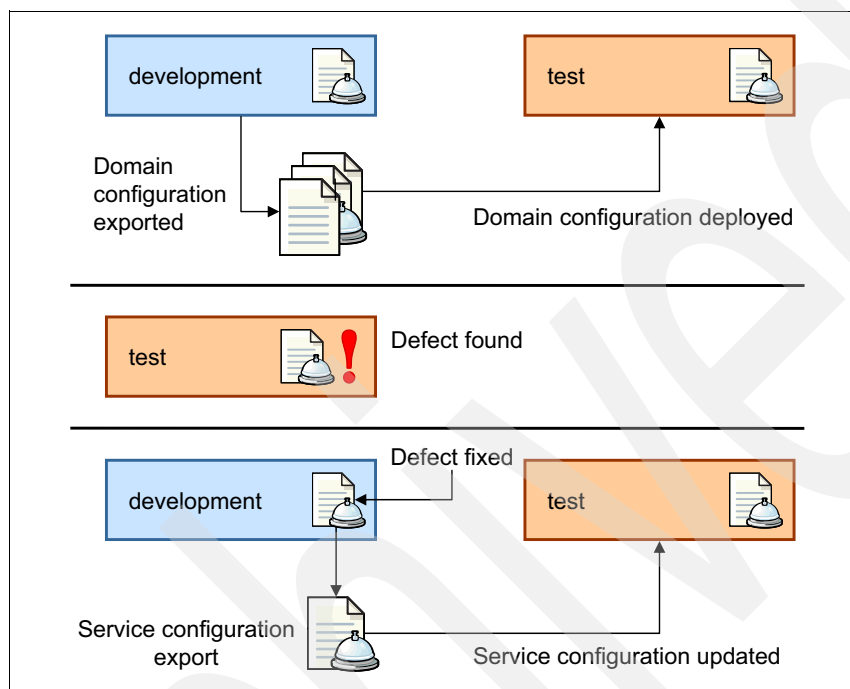 development
test
Domain
configuration
exported
Domain configuration deployed
test
Defect found
Defect fixed
development
test
Service configuration
export
Service configuration updated